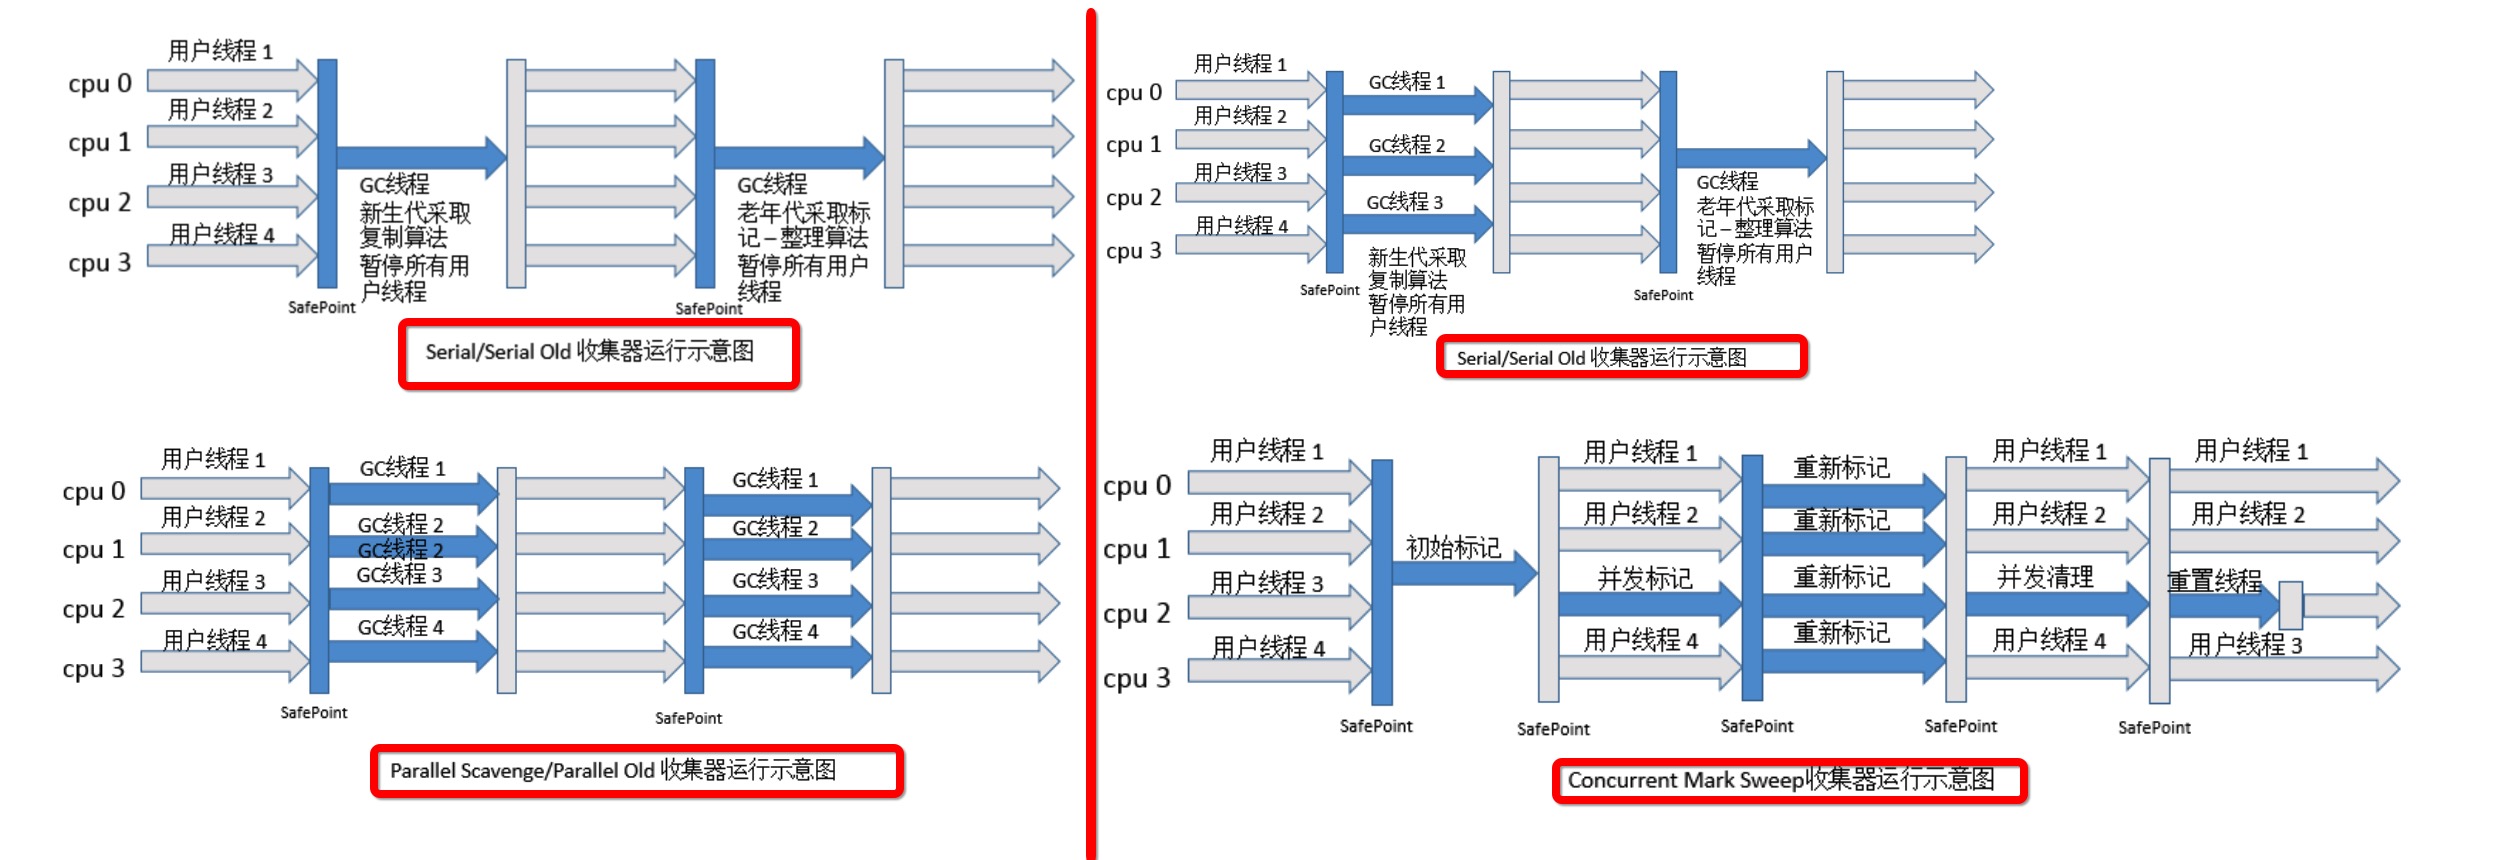 用户线程 1
cpu 0
用户线程 2
cpu 1
用户线程 3
cpu 2
用户线程 4
cpu 3
GC线程
新生代采取
复制算法
暂停所有用
户线程
SafePoint
GC线程
老年代采取标
记 – 整理算法
暂停所有用户
线程
SafePoint
Serial/Serial Old 收集器运行示意图
用户线程 1
cpu 0
用户线程 2
cpu 1
用户线程 3
cpu 2
用户线程 4
cpu 3
GC线程 1
GC线程 2
GC线程 3
新生代采取
复制算法
暂停所有用
户线程
SafePoint
GC线程
老年代采取标
记 – 整理算法
暂停所有用户
线程
SafePoint
Serial/Serial Old 收集器运行示意图
用户线程 1
cpu 0
用户线程 2
cpu 1
用户线程 3
cpu 2
用户线程 4
cpu 3
GC线程 1
GC线程 2
GC线程 2
GC线程 3
GC线程 4
SafePoint
GC线程 1
GC线程 2
GC线程 3
GC线程 4
SafePoint
Parallel Scavenge/Parallel Old 收集器运行示意图
用户线程 1
cpu 0
用户线程 2
cpu 1
用户线程 3
cpu 2
用户线程 4
cpu 3
初始标记
用户线程 1
用户线程 2
并发标记
用户线程 4
重新标记
重新标记
重新标记
重新标记
用户线程 1
用户线程 2
并发清理
用户线程 4
用户线程 1
用户线程 2
重置线程
用户线程 3
SafePoint
SafePoint
SafePoint
SafePoint
SafePoint
Concurrent Mark Sweep收集器运行示意图